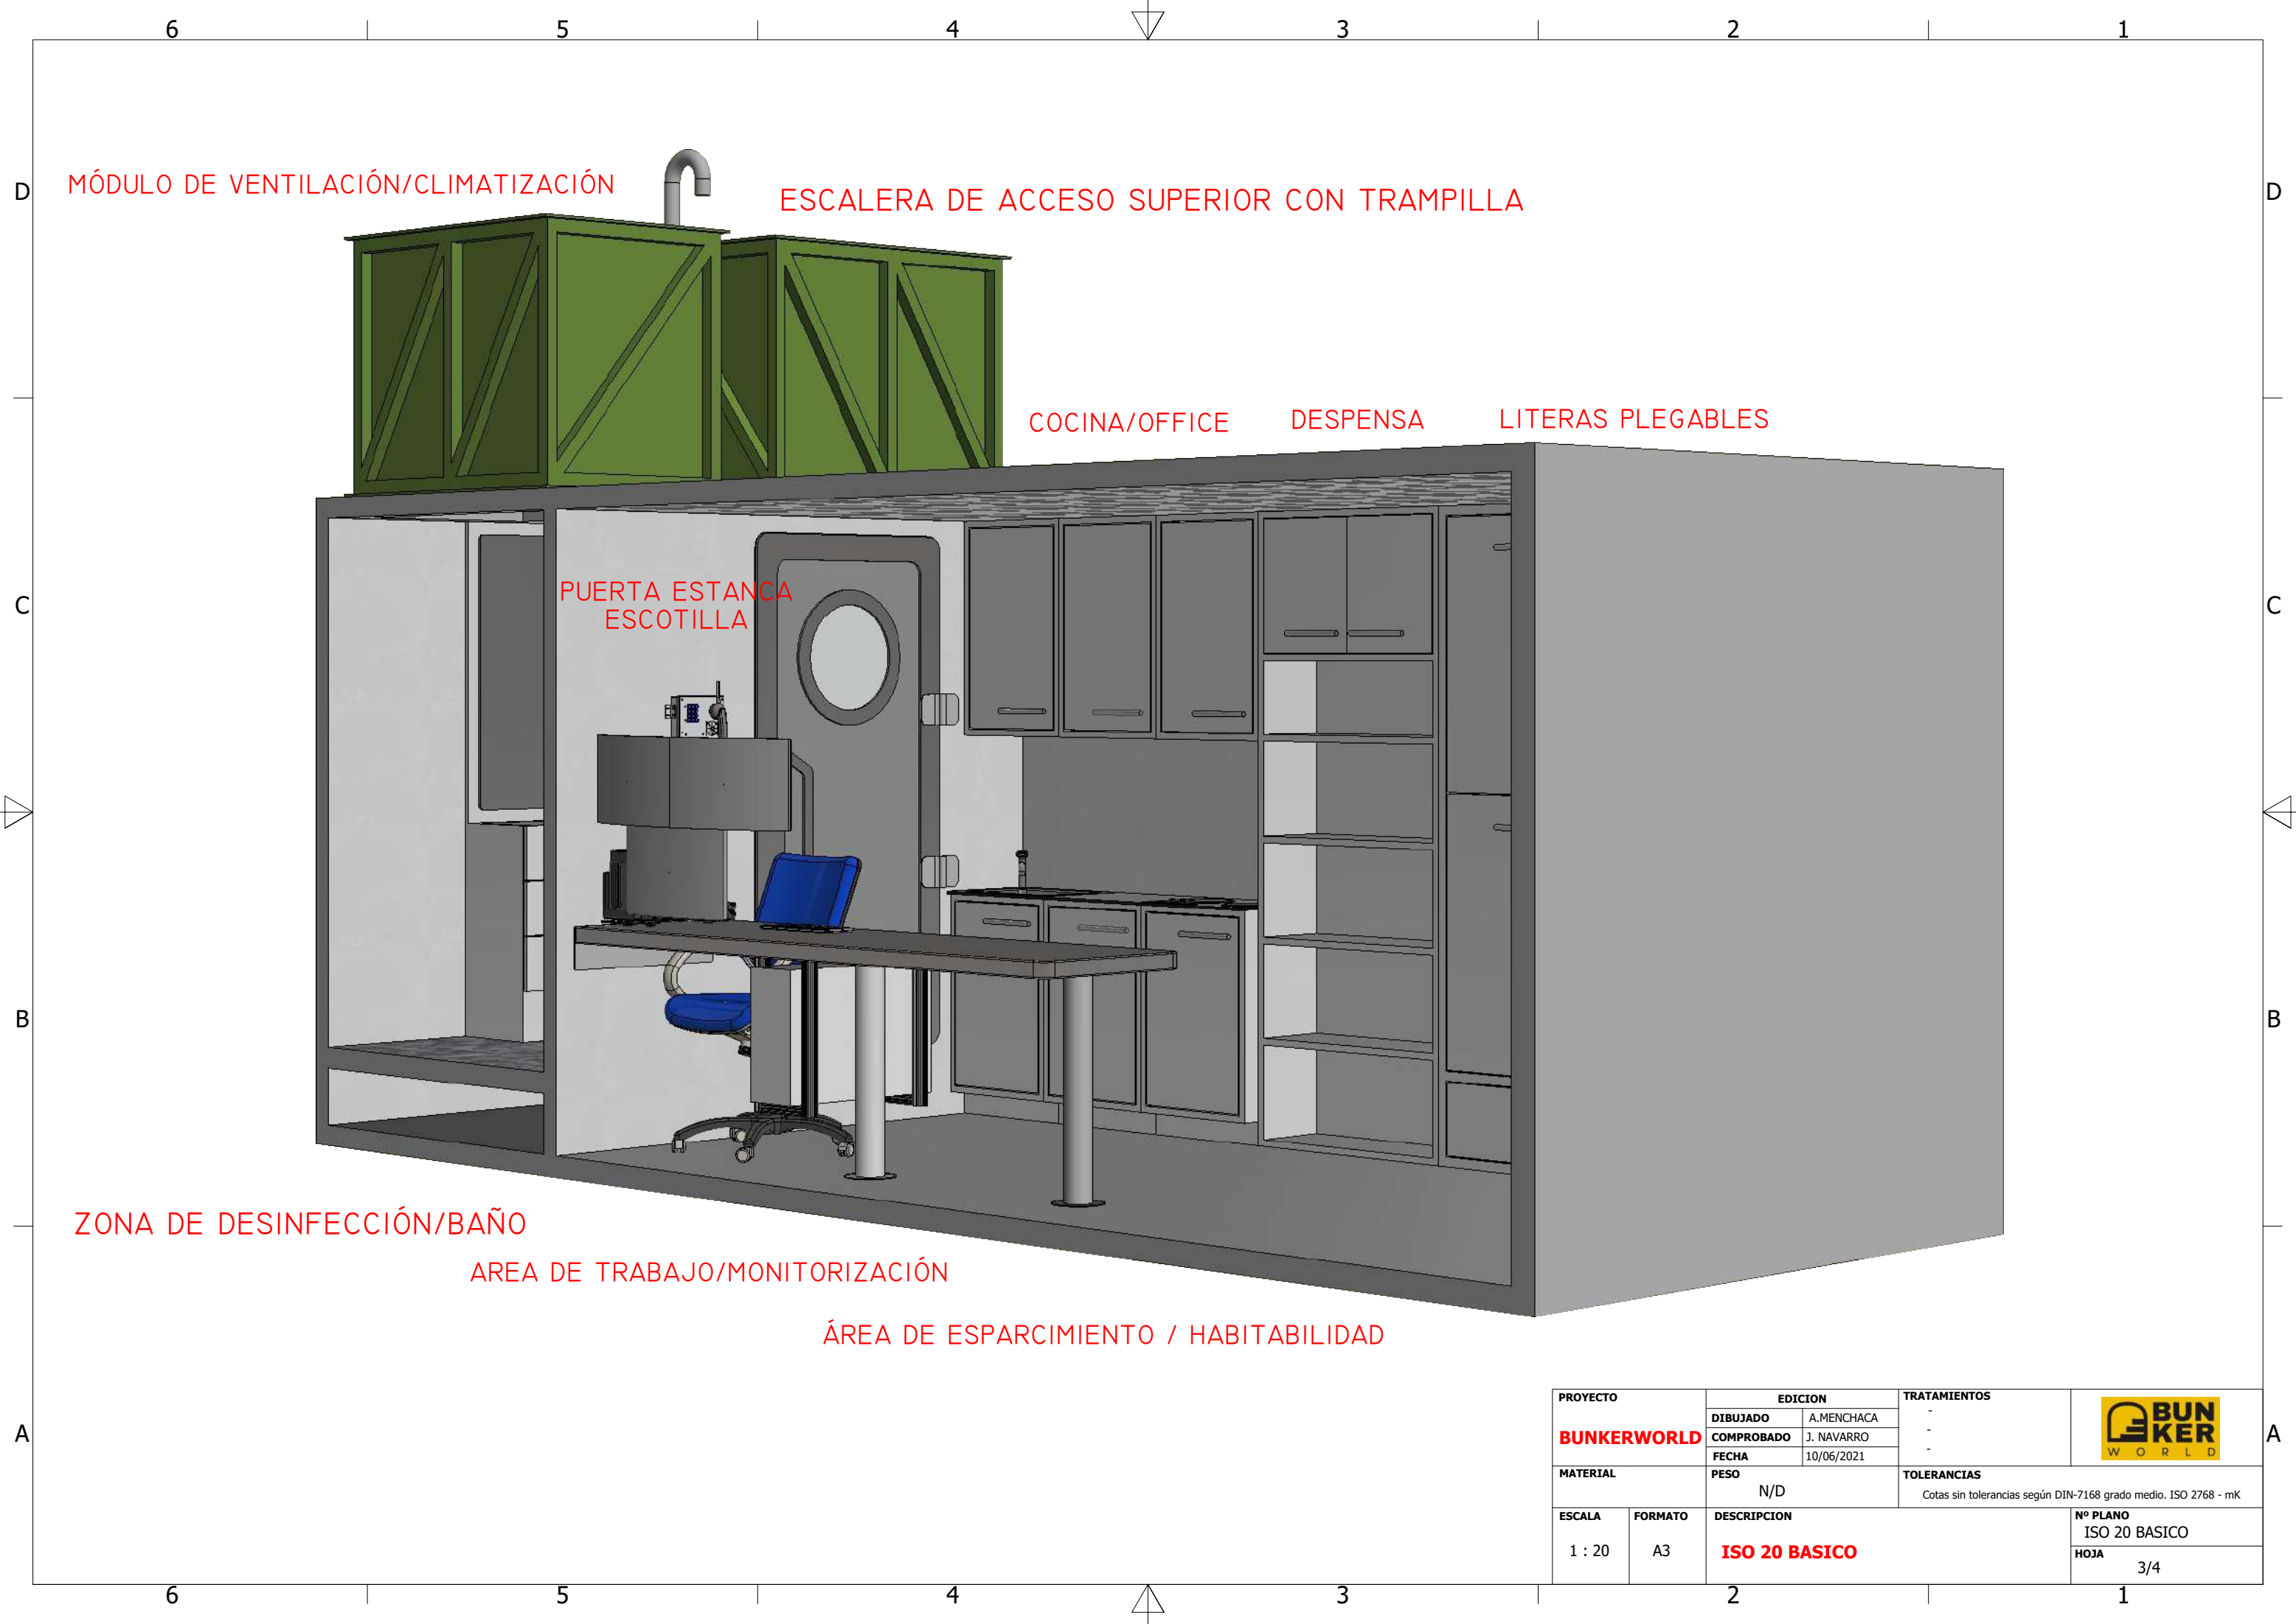 6 5 4 3 2 1
D D
MÓDULO DE VENTILACIÓN/CLIMATIZACIÓN
ESCALERA DE ACCESO SUPERIOR CON TRAMPILLA
COCINA/OFFICE
DESPENSA
LITERAS PLEGABLES
C C
PUERTA ESTANCA
ESCOTILLA
B B
ZONA DE DESINFECCIÓN/BAÑO
AREA DE TRABAJO/MONITORIZACIÓN
ÁREA DE ESPARCIMIENTO / HABITABILIDAD
A A
PROYECTO
BUNKERWORLD
EDICION
DIBUJADO A.MENCHACA
COMPROBADO J. NAVARRO
FECHA 10/06/2021
TRATAMIENTOS
-
-
-
BUN
KER
WORLD
MATERIAL
PESO
N/D
TOLERANCIAS
Cotas sin tolerancias según DIN-7168 grado medio. ISO 2768 - mK
ESCALA
1 : 20
FORMATO
A3
DESCRIPCION
ISO 20 BASICO
Nº PLANO
ISO 20 BASICO
HOJA
3/4
6 5 4 3 2 1